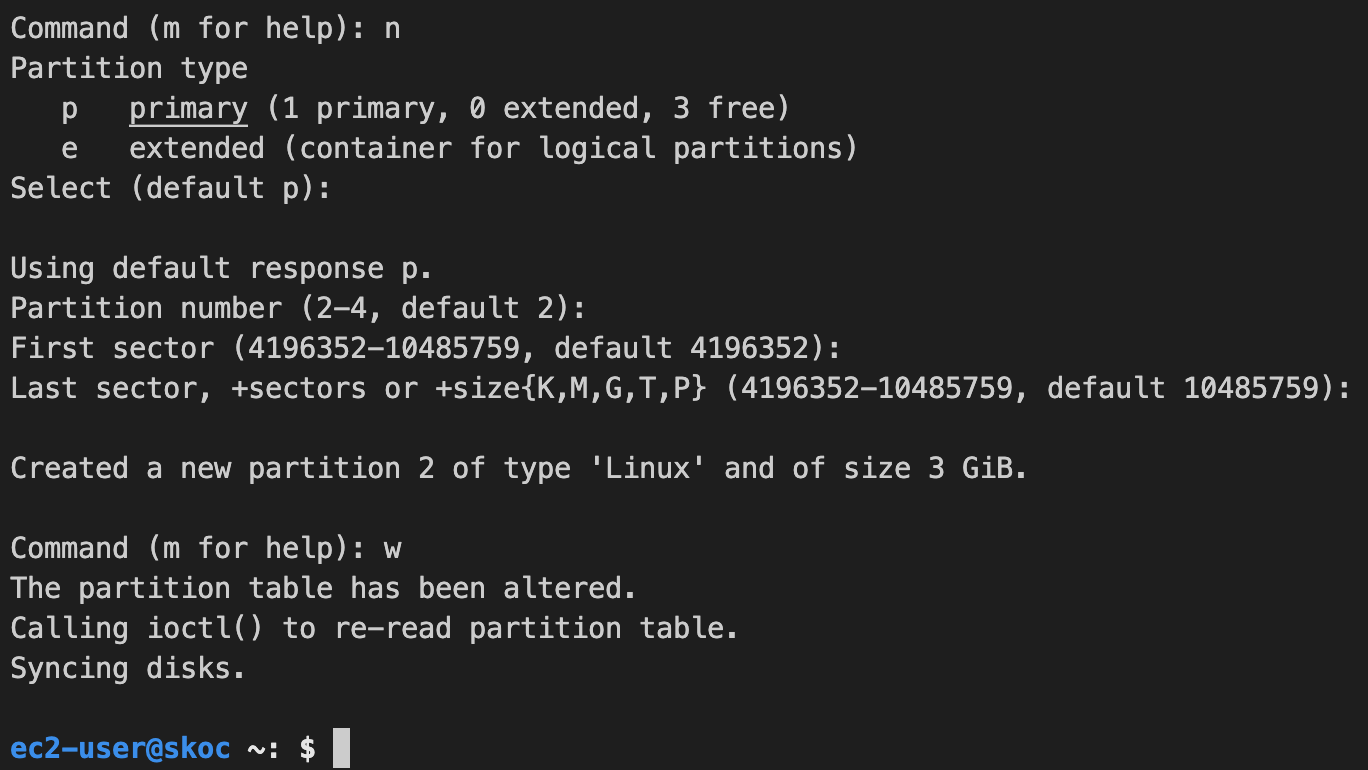 Command (m for help): n
Partition type
   p   primary (1 primary, 0 extended, 3 free)
   e   extended (container for logical partitions)
Select (default p):
Using default response p.
Partition number (2-4, default 2):
First sector (4196352-10485759, default 4196352):
Last sector, +sectors or +size{K,M,G,T,P} (4196352-10485759, default 10485759):
Created a new partition 2 of type 'Linux' and of size 3 GiB.
Command (m for help): w
The partition table has been altered.
Calling ioctl() to re-read partition table.
Syncing disks.
ec2-user@skoc ~: $